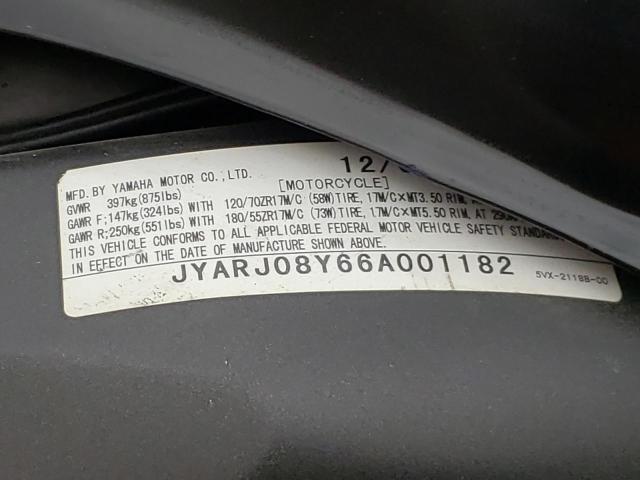 12/
MFD. BY YAMAHA MOTOR CO., LTD. [MOTORCYCLE]
GVWR 397kg(875lbs)
GAWR F;147kg(324lbs)WITH 120/70ZR17M/C (58W)TIRE, 17M/C×MT3.50 RIM,
GAWR R;250kg(551lbs)WITH 180/55ZR17M/C (73W)TIRE, 17M/C×MT5.50 RIM, AT
THIS VEHICLE CONFORMS TO ALL APPLICABLE FEDERAL MOTOR VEHICLE SAFETY STANDARDS
IN EFFECT ON THE DATE OF MANUFACTURE SHOWN ABOVE.
JYARJ08Y66A001182
5VX-2118B-00